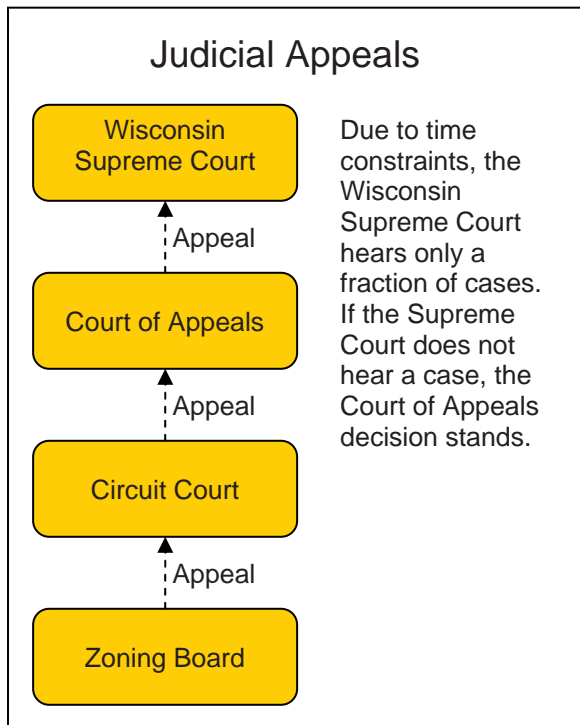 Judicial Appeals
Wisconsin
Supreme Court
Appeal
Court of Appeals
Appeal
Circuit Court
Appeal
Zoning Board
Due to time
constraints, the
Wisconsin
Supreme Court
hears only a
fraction of cases.
If the Supreme
Court does not
hear a case, the
Court of Appeals
decision stands.